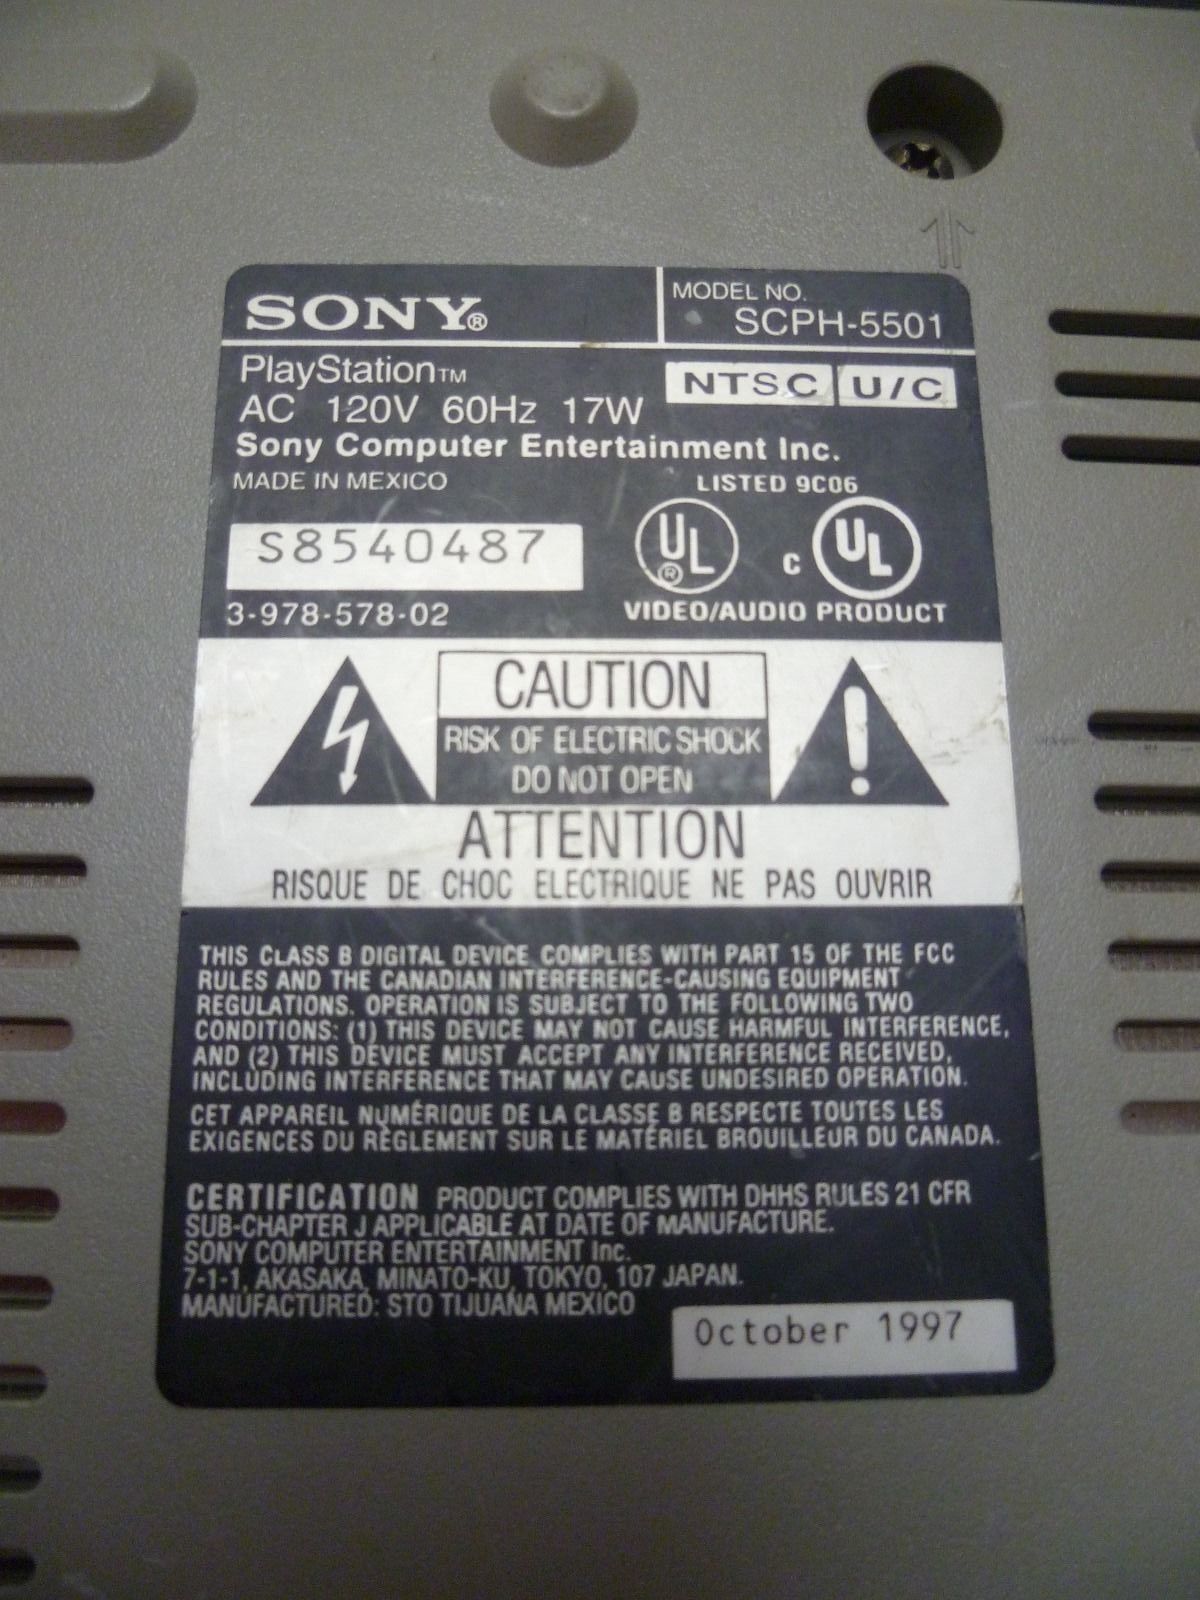 SONY®
MODEL NO.
SCPH-5501
PlayStation™
NTSC U/C
AC 120V 60Hz 17W
Sony Computer Entertainment Inc.
MADE IN MEXICO
LISTED 9C06
S8540487
UL ® C UL
3-978-578-02
VIDEO/AUDIO PRODUCT
CAUTION
RISK OF ELECTRIC SHOCK
DO NOT OPEN
ATTENTION
RISQUE DE CHOC ELECTRIQUE NE PAS OUVRIR
THIS CLASS B DIGITAL DEVICE COMPLIES WITH PART 15 OF THE FCC
RULES AND THE CANADIAN INTERFERENCE-CAUSING EQUIPMENT
REGULATIONS. OPERATION IS SUBJECT TO THE FOLLOWING TWO
CONDITIONS: (1) THIS DEVICE MAY NOT CAUSE HARMFUL INTERFERENCE,
AND (2) THIS DEVICE MUST ACCEPT ANY INTERFERENCE RECEIVED,
INCLUDING INTERFERENCE THAT MAY CAUSE UNDESIRED OPERATION.
CET APPAREIL NUMÉRIQUE DE LA CLASSE B RESPECTE TOUTES LES
EXIGENCES DU RÈGLEMENT SUR LE MATÉRIEL BROUILLEUR DU CANADA.
CERTIFICATION PRODUCT COMPLIES WITH DHHS RULES 21 CFR
SUB-CHAPTER J APPLICABLE AT DATE OF MANUFACTURE.
SONY COMPUTER ENTERTAINMENT Inc.
7-1-1, AKASAKA, MINATO-KU, TOKYO, 107 JAPAN.
MANUFACTURED: STO TIJUANA MEXICO
October 1997